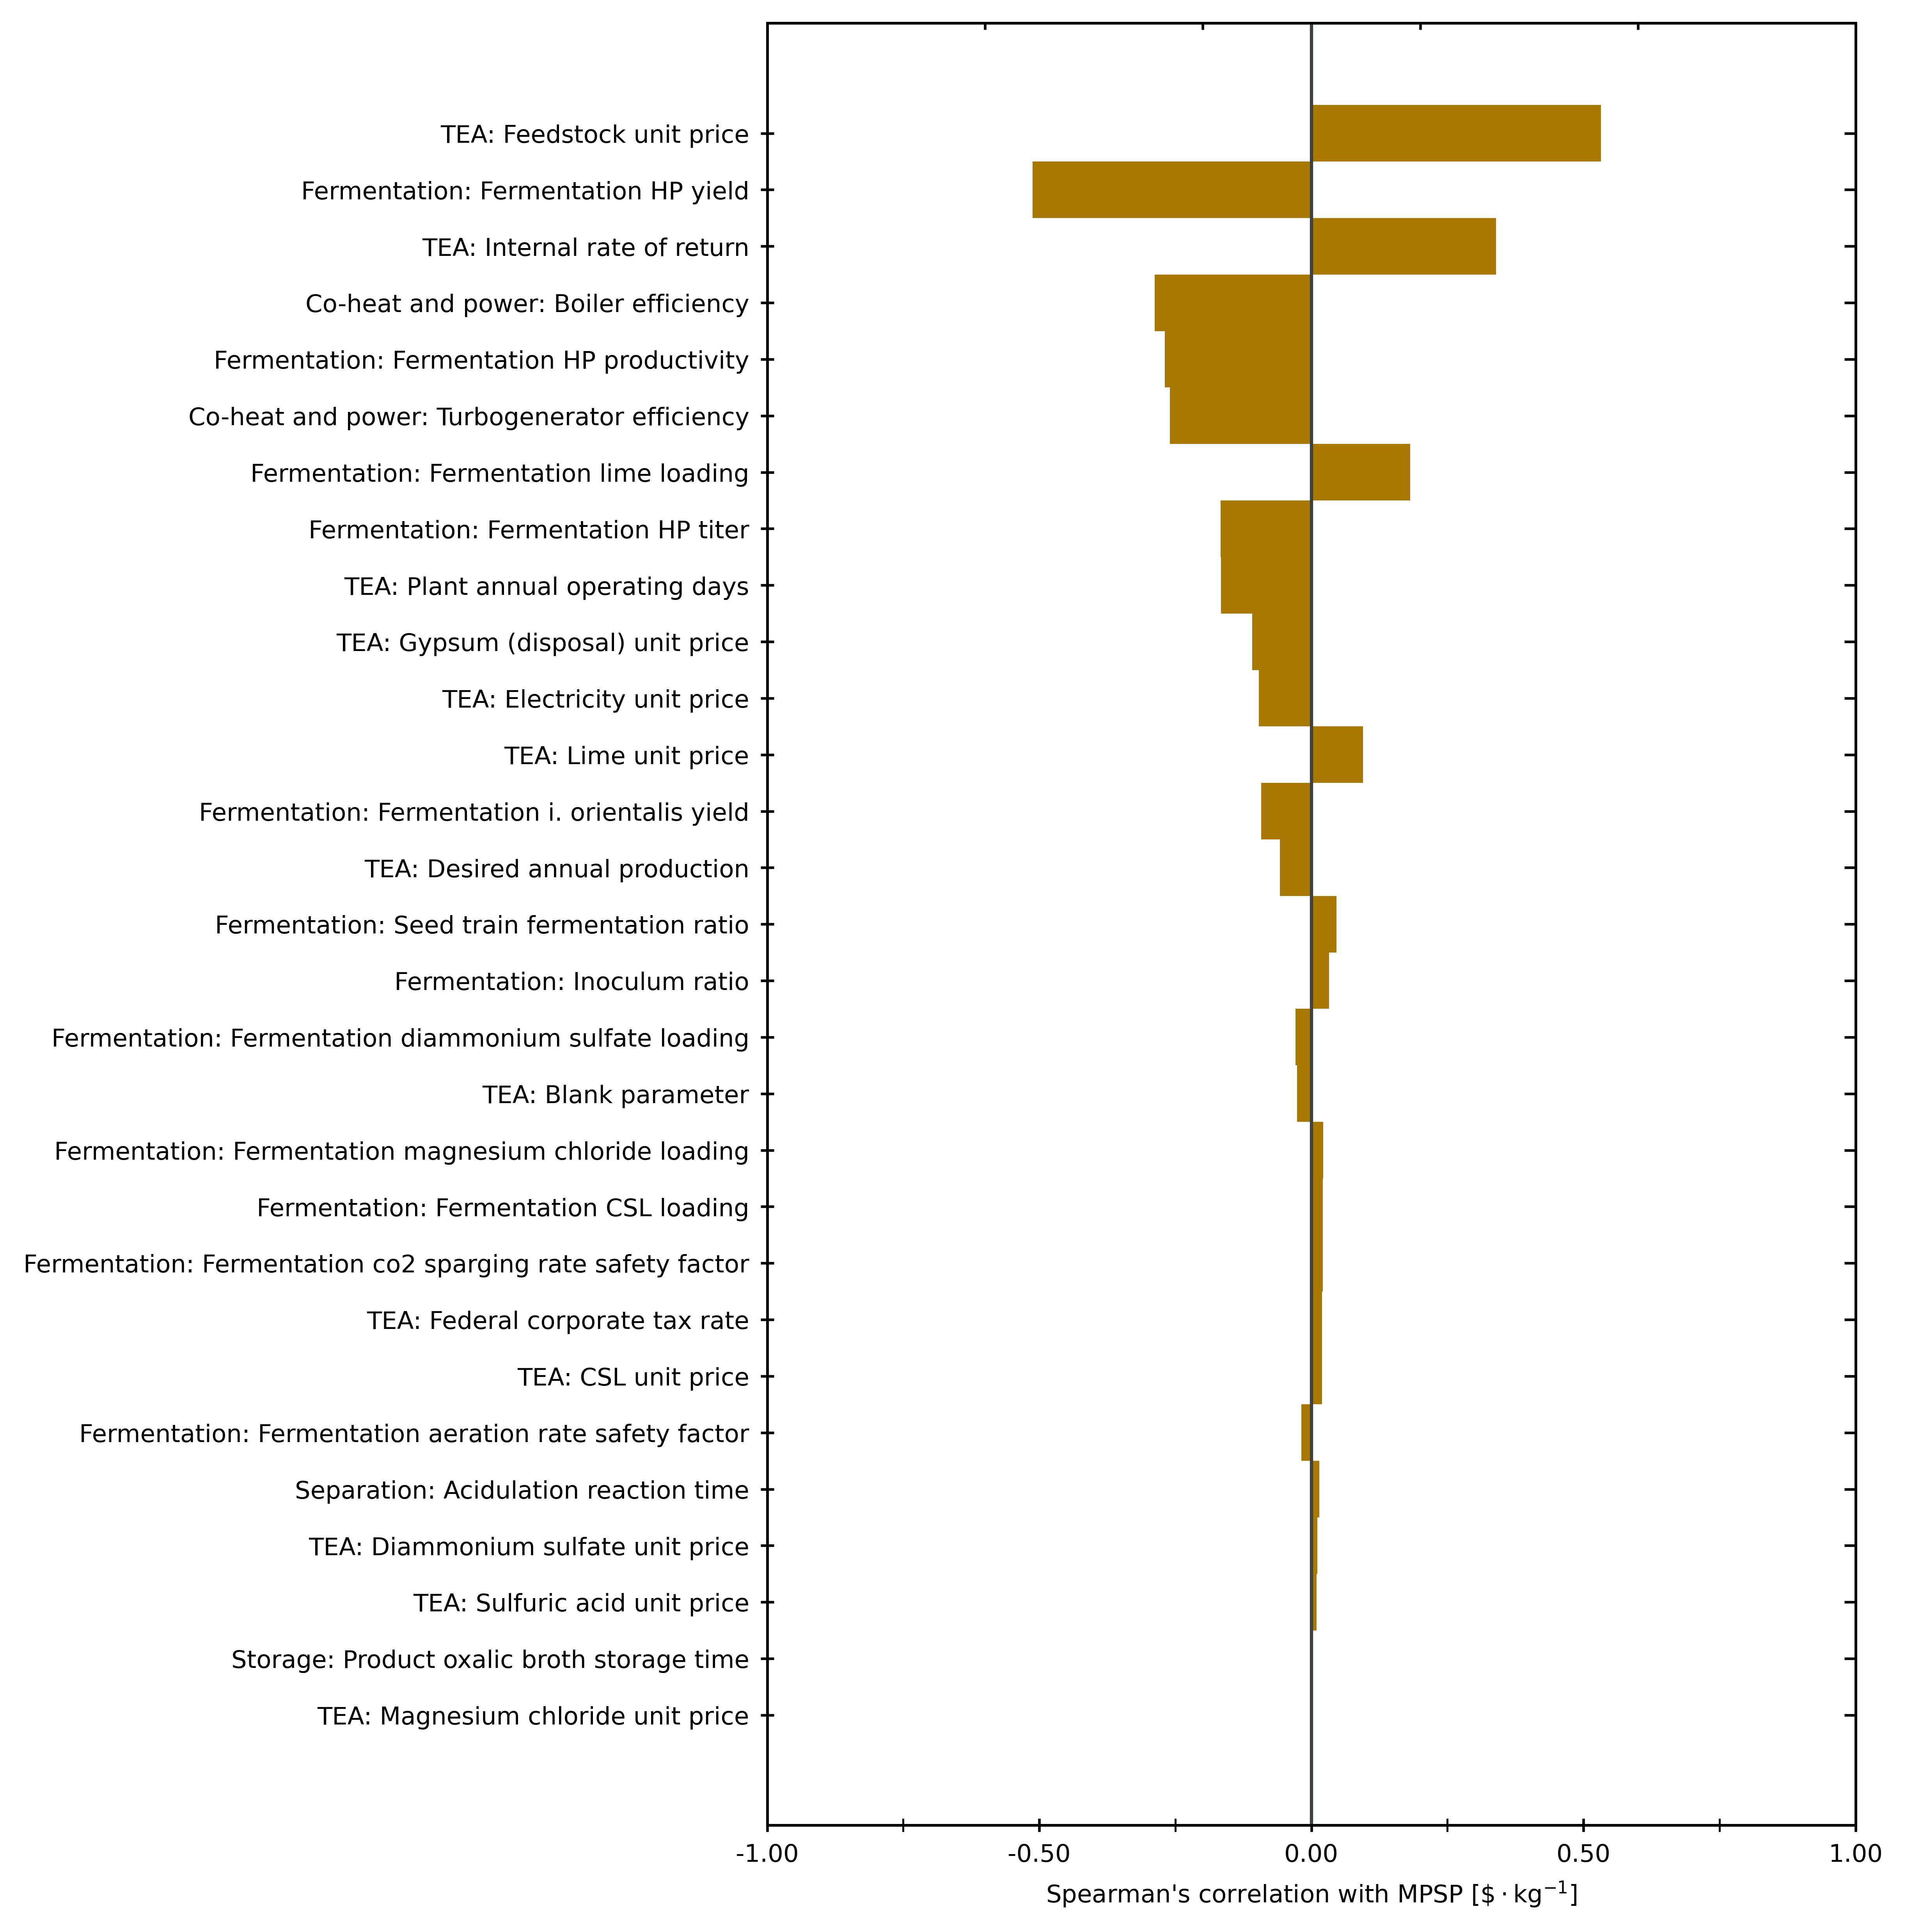 TEA: Feedstock unit price
Fermentation: Fermentation HP yield
TEA: Internal rate of return
Co-heat and power: Boiler efficiency
Fermentation: Fermentation HP productivity
Co-heat and power: Turbogenerator efficiency
Fermentation: Fermentation lime loading
Fermentation: Fermentation HP titer
TEA: Plant annual operating days
TEA: Gypsum (disposal) unit price
TEA: Electricity unit price
TEA: Lime unit price
Fermentation: Fermentation i. orientalis yield
TEA: Desired annual production
Fermentation: Seed train fermentation ratio
Fermentation: Inoculum ratio
Fermentation: Fermentation diammonium sulfate loading
TEA: Blank parameter
Fermentation: Fermentation magnesium chloride loading
Fermentation: Fermentation CSL loading
Fermentation: Fermentation co2 sparging rate safety factor
TEA: Federal corporate tax rate
TEA: CSL unit price
Fermentation: Fermentation aeration rate safety factor
Separation: Acidulation reaction time
TEA: Diammonium sulfate unit price
TEA: Sulfuric acid unit price
Storage: Product oxalic broth storage time
TEA: Magnesium chloride unit price
-1.00 -0.50 0.00 0.50 1.00
Spearman's correlation with MPSP [$·kg⁻¹]